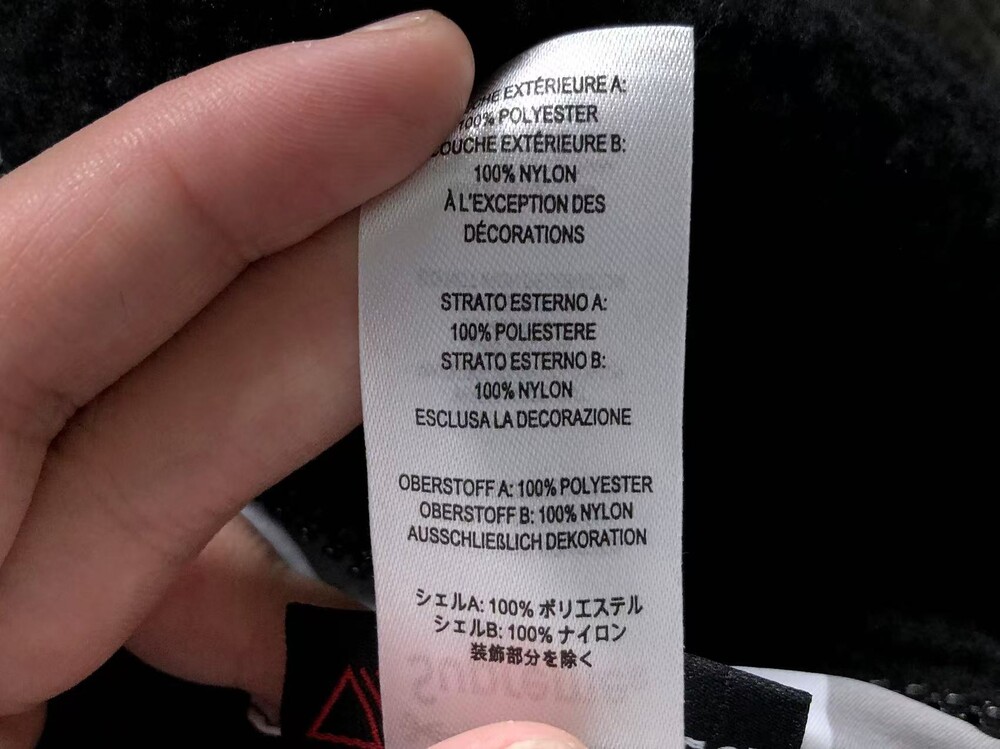 EXTÉRIEURE A:
100% POLYESTER
COUCHE EXTÉRIEURE B:
100% NYLON
À L'EXCEPTION DES
DÉCORATIONS
STRATO ESTERNO A:
100% POLIESTERE
STRATO ESTERNO B:
100% NYLON
ESCLUSA LA DECORAZIONE
OBERSTOFF A: 100% POLYESTER
OBERSTOFF B: 100% NYLON
AUSSCHLIEßLICH DEKORATION
シェルA: 100% ポリエステル
シェルB: 100% ナイロン
装飾部分を除く